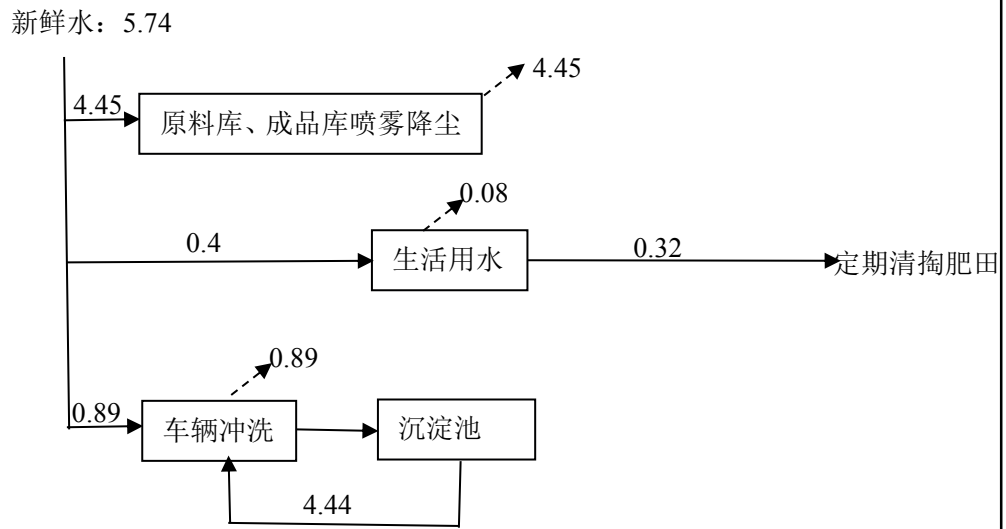 新鲜水：5.74
4.45
4.45
原料库、成品库喷雾降尘
0.08
0.4
生活用水
0.32
定期清掏肥田
0.89
0.89
车辆冲洗
沉淀池
4.44